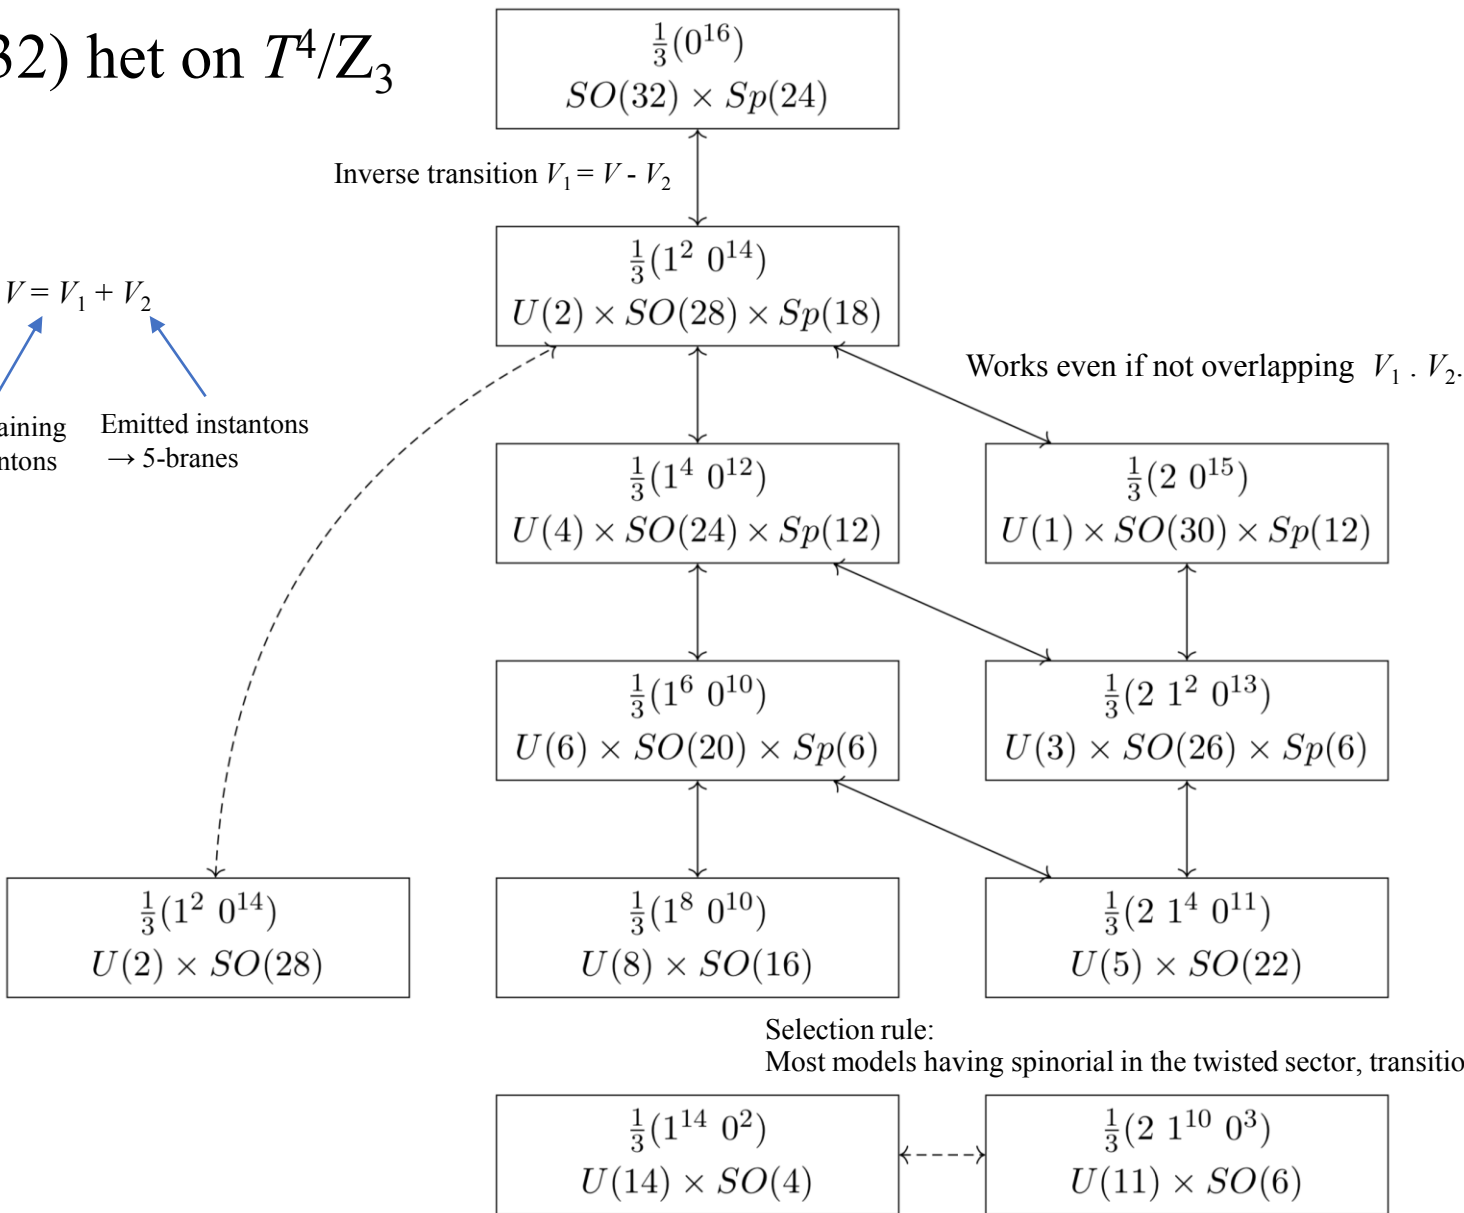 32) het on T⁴/Z₃
1/3(0¹⁶)
SO(32) × Sp(24)
Inverse transition V₁ = V - V₂
1/3(1² 0¹⁴)
U(2) × SO(28) × Sp(18)
V = V₁ + V₂
Works even if not overlapping V₁ . V₂.
aining
ntons
Emitted instantons
→ 5-branes
1/3(1⁴ 0¹²)
U(4) × SO(24) × Sp(12)
1/3(2 0¹⁵)
U(1) × SO(30) × Sp(12)
1/3(1⁶ 0¹⁰)
U(6) × SO(20) × Sp(6)
1/3(2 1² 0¹³)
U(3) × SO(26) × Sp(6)
1/3(1² 0¹⁴)
U(2) × SO(28)
1/3(1⁸ 0¹⁰)
U(8) × SO(16)
1/3(2 1⁴ 0¹¹)
U(5) × SO(22)
Selection rule:
Most models having spinorial in the twisted sector, transitio
1/3(1¹⁴ 0²)
U(14) × SO(4)
1/3(2 1¹⁰ 0³)
U(11) × SO(6)